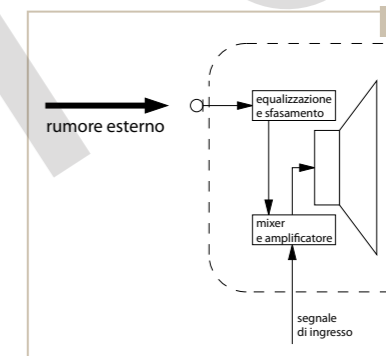 rumore esterno
equalizzazione
e sfasamento
mixer
e amplificatore
segnale
di ingresso